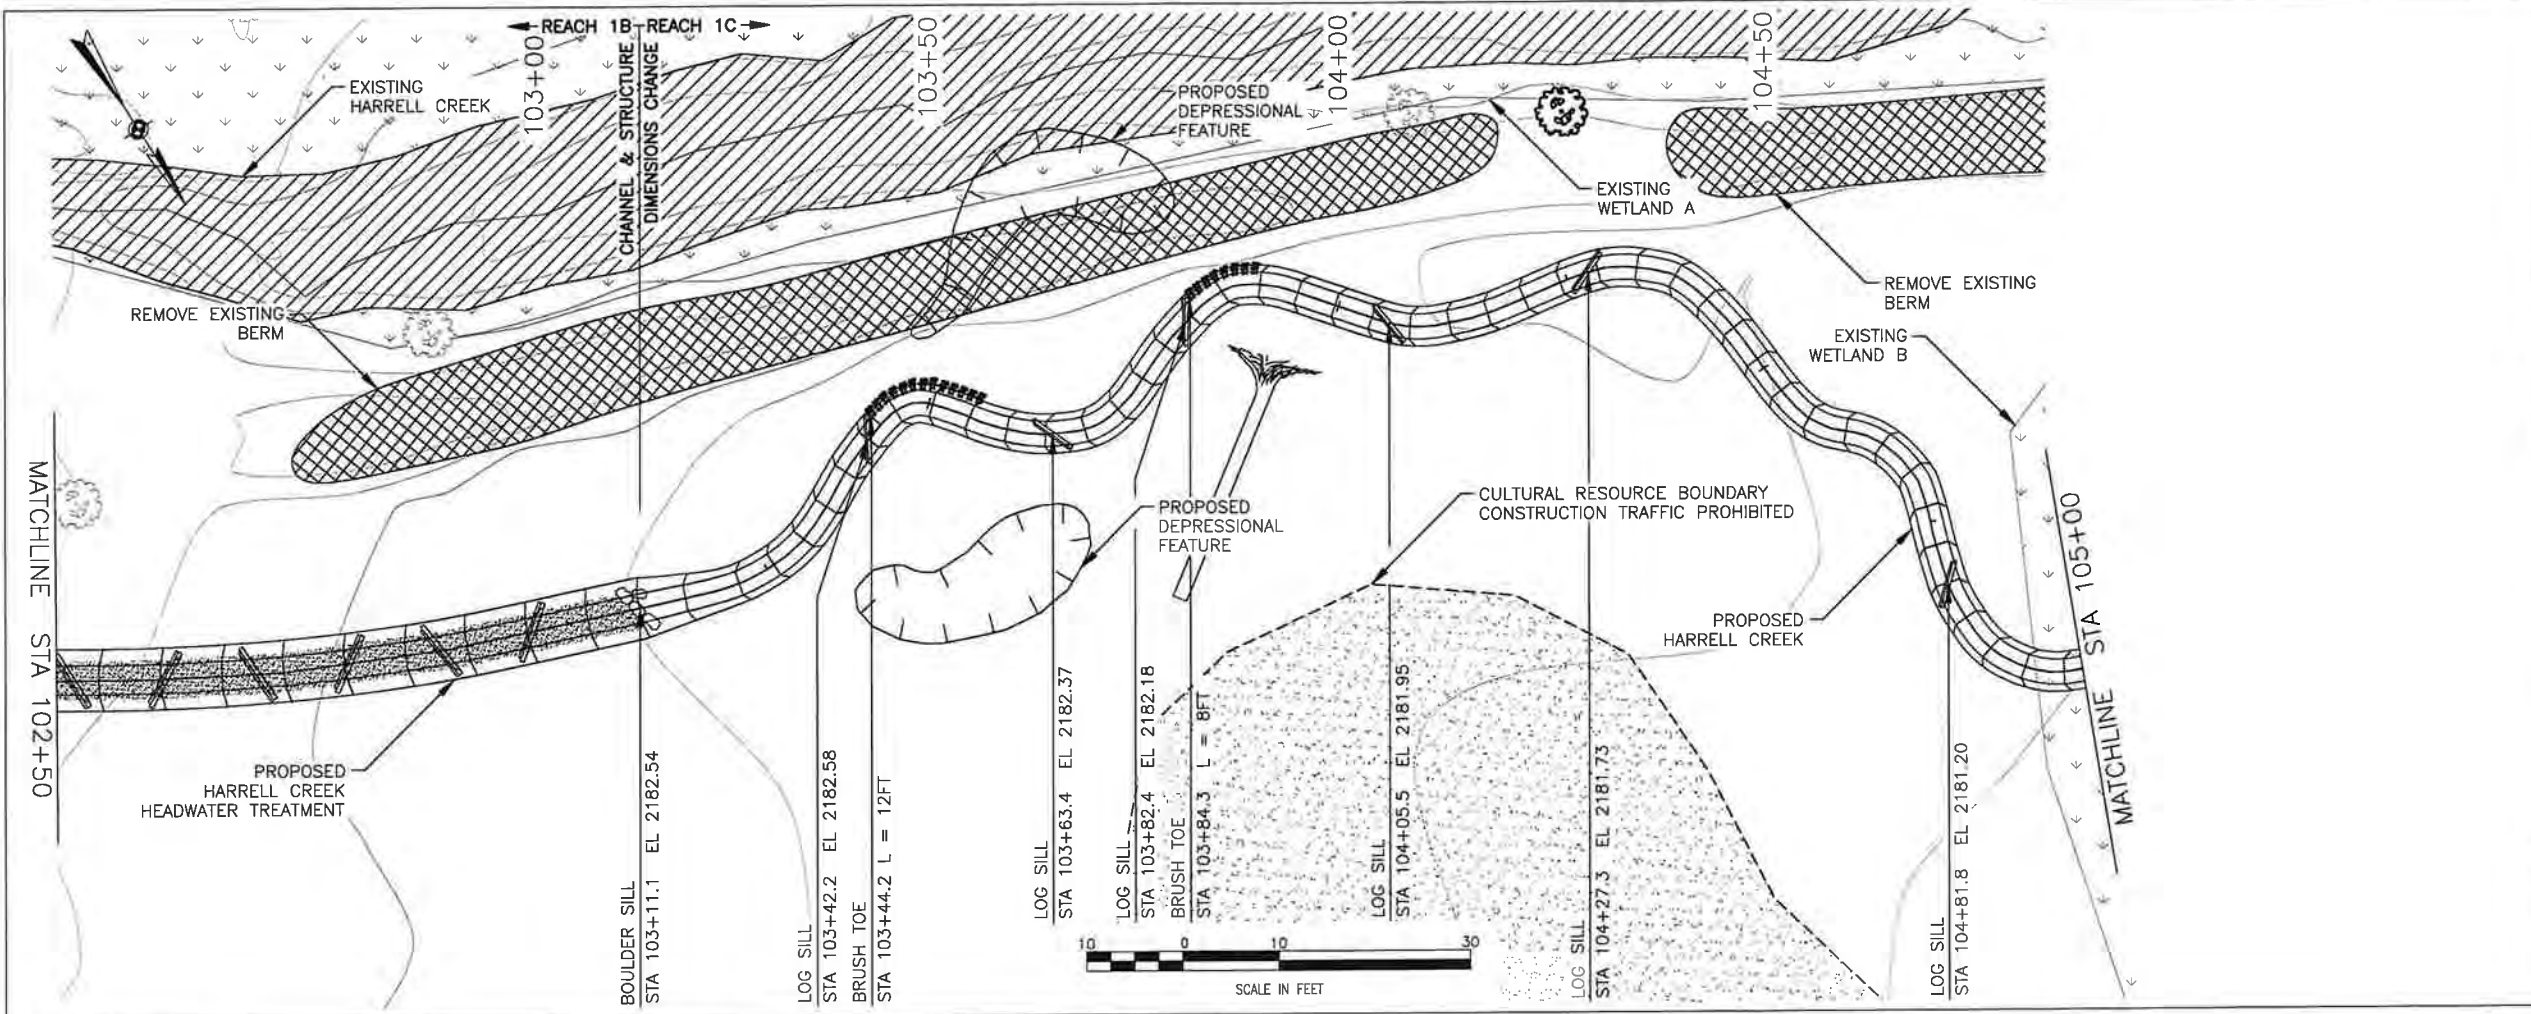 REACH 1B
REACH 1C
CHANNEL & STRUCTURE
DIMENSIONS CHANGE
103+00
103+50
104+00
104+50
EXISTING
HARRELL CREEK
PROPOSED
DEPRESSIONAL
FEATURE
EXISTING
WETLAND A
REMOVE EXISTING
BERM
REMOVE EXISTING
BERM
EXISTING
WETLAND B
MATCHLINE STA 102+50
PROPOSED
DEPRESSIONAL
FEATURE
CULTURAL RESOURCE BOUNDARY
CONSTRUCTION TRAFFIC PROHIBITED
PROPOSED
HARRELL CREEK
MATCHLINE STA 105+00
PROPOSED
HARRELL CREEK
HEADWATER TREATMENT
BOULDER SILL
STA 103+11.1 EL 2182.54
LOG SILL
STA 103+42.2 EL 2182.58
BRUSH TOE
STA 103+44.2 L = 12FT
LOG SILL
STA 103+63.4 EL 2182.37
LOG SILL
STA 103+82.4 EL 2182.18
BRUSH TOE
STA 103+84.3 L = 8FT
LOG SILL
STA 104+05.5 EL 2181.95
LOG SILL
STA 104+27.3 EL 2181.73
LOG SILL
STA 104+81.8 EL 2181.20
10 0 10 30
SCALE IN FEET